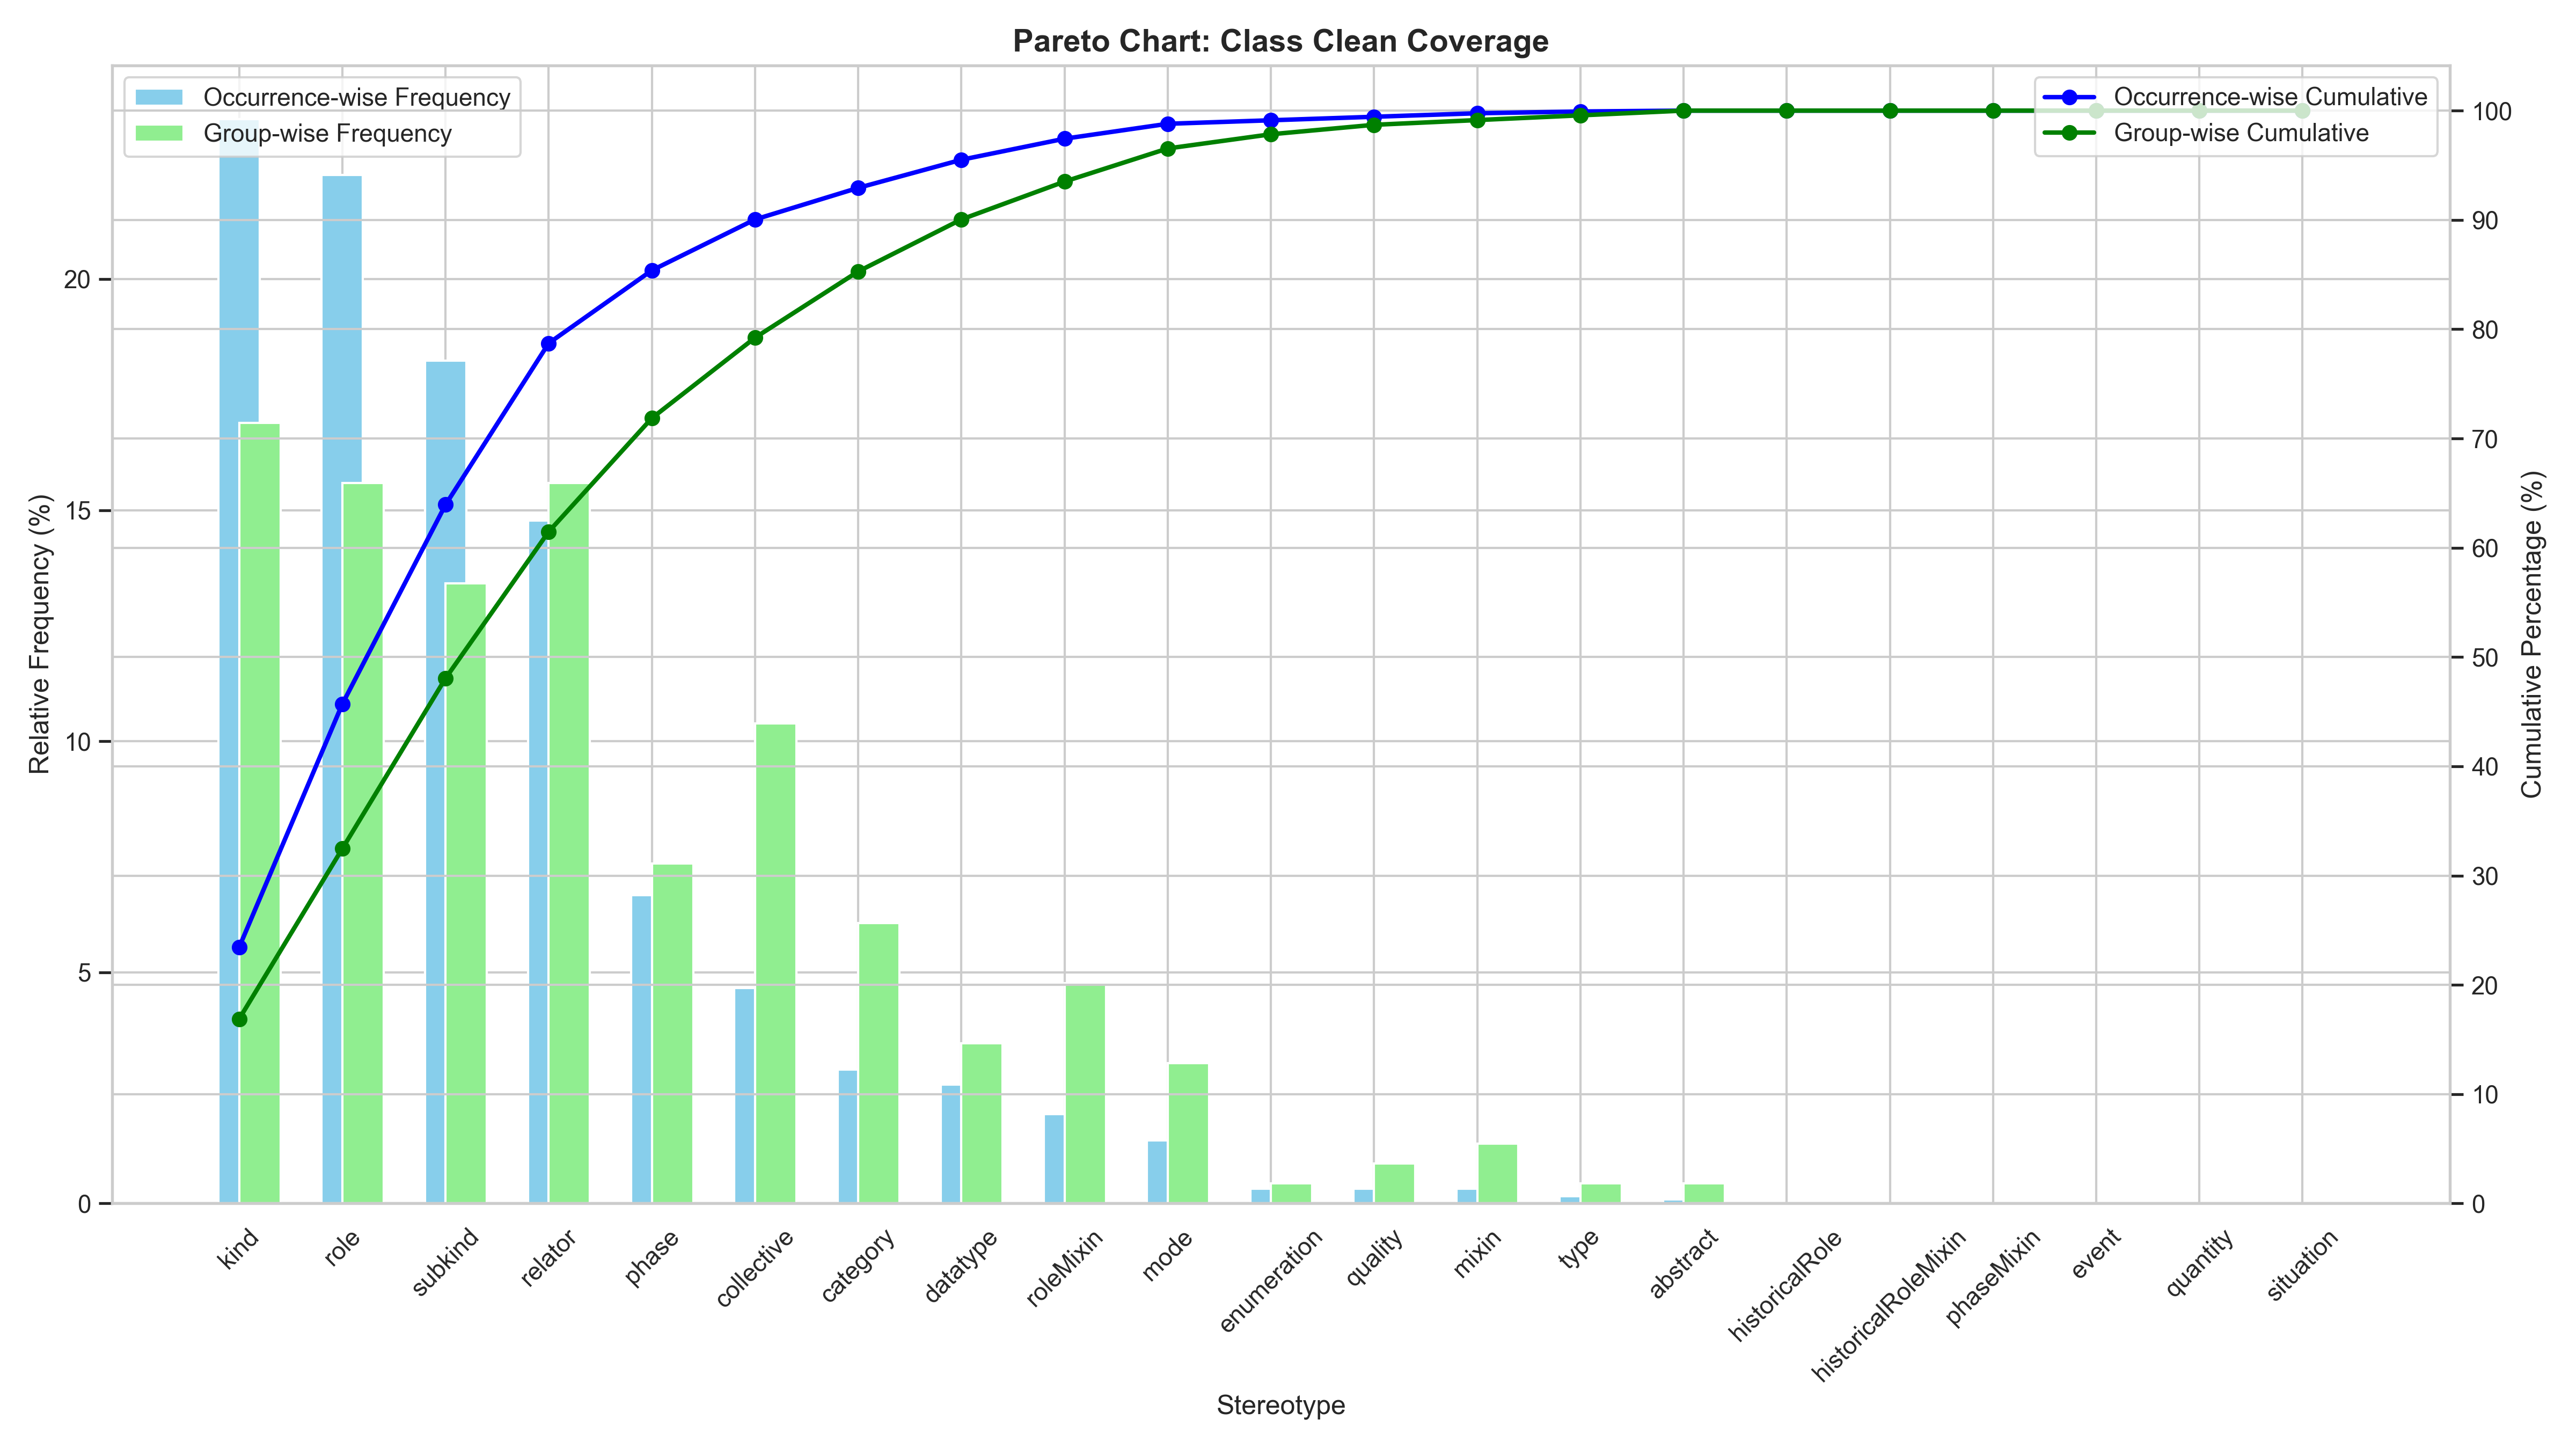 Pareto Chart: Class Clean Coverage
Occurrence-wise Frequency
Group-wise Frequency
Occurrence-wise Cumulative
Group-wise Cumulative
Relative Frequency (%)
20
15
10
5
0
Cumulative Percentage (%)
100
90
80
70
60
50
40
30
20
10
0
kind
role
subkind
relator
phase
collective
category
datatype
roleMixin
mode
enumeration
quality
mixin
type
abstract
historicalRole
historicalRoleMixin
phaseMixin
event
quantity
situation
Stereotype